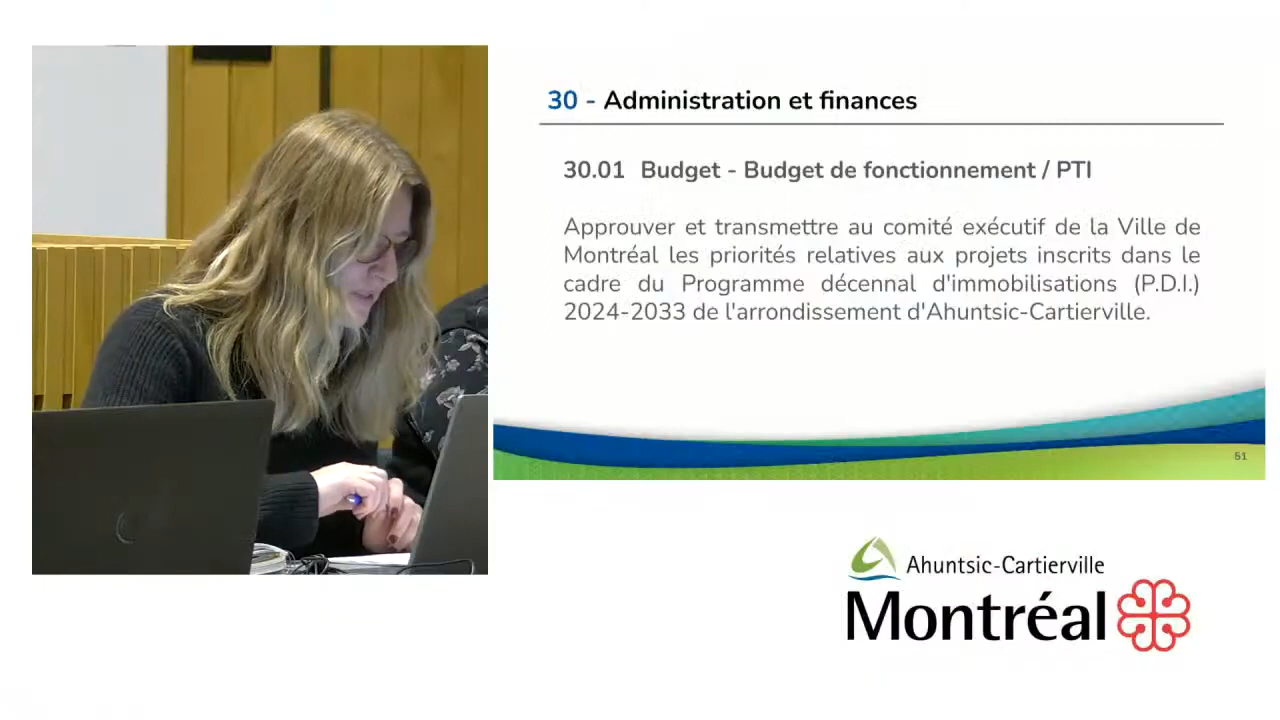 30 - Administration et finances
30.01 Budget - Budget de fonctionnement / PTI
Approuver et transmettre au comité exécutif de la Ville de
Montréal les priorités relatives aux projets inscrits dans le
cadre du Programme décennal d'immobilisations (P.D.I.)
2024-2033 de l'arrondissement d'Ahuntsic-Cartierville.
51
Ahuntsic-Cartierville
Montréal